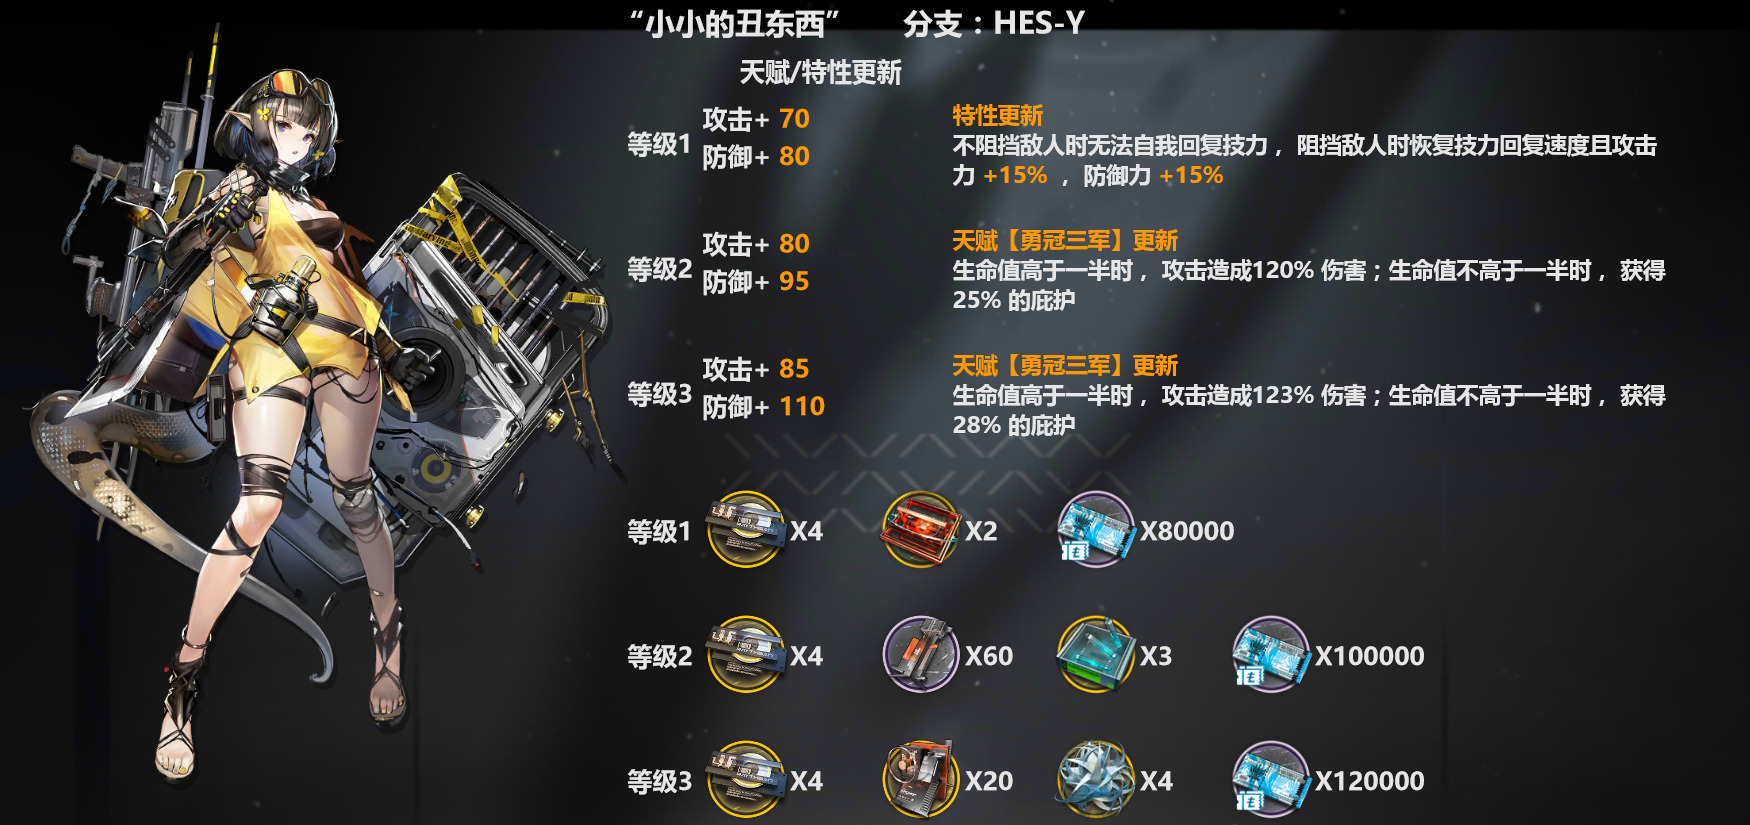 “小小的丑东西” 分支：HES-Y
天赋/特性更新
等级1
攻击+ 70
防御+ 80
特性更新
不阻挡敌人时无法自我回复技力，阻挡敌人时恢复技力回复速度且攻击
力 +15% ，防御力 +15%
等级2
攻击+ 80
防御+ 95
天赋【勇冠三军】更新
生命值高于一半时，攻击造成120% 伤害；生命值不高于一半时，获得
25% 的庇护
等级3
攻击+ 85
防御+ 110
天赋【勇冠三军】更新
生命值高于一半时，攻击造成123% 伤害；生命值不高于一半时，获得
28% 的庇护
等级1 X4 X2 X80000
等级2 X4 X60 X3 X100000
等级3 X4 X20 X4 X120000